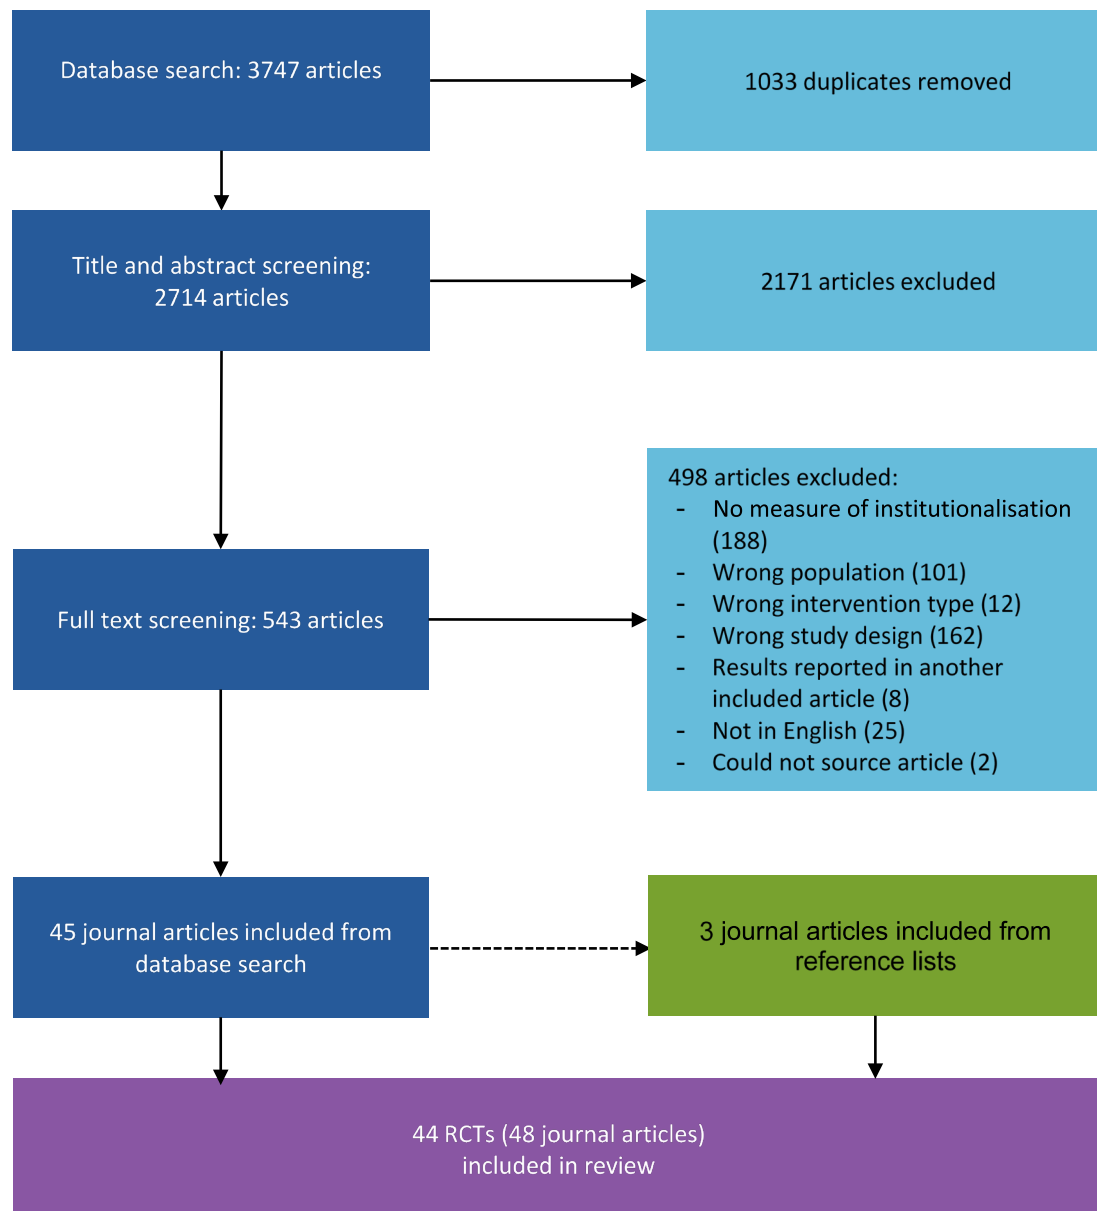 Database search: 3747 articles
1033 duplicates removed
Title and abstract screening:
2714 articles
2171 articles excluded
498 articles excluded:
- No measure of institutionalisation
(188)
- Wrong population (101)
- Wrong intervention type (12)
- Wrong study design (162)
- Results reported in another
included article (8)
- Not in English (25)
- Could not source article (2)
Full text screening: 543 articles
45 journal articles included from
database search
3 journal articles included from
reference lists
44 RCTs (48 journal articles)
included in review